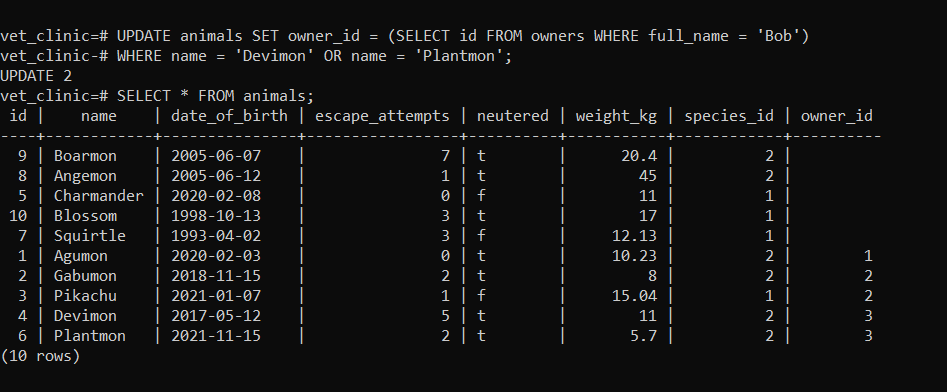 vet_clinic=# UPDATE animals SET owner_id = (SELECT id FROM owners WHERE full_name = 'Bob')
vet_clinic-# WHERE name = 'Devimon' OR name = 'Plantmon';
UPDATE 2
vet_clinic=# SELECT * FROM animals;
 id |    name    | date_of_birth | escape_attempts | neutered | weight_kg | species_id | owner_id
----+------------+---------------+-----------------+----------+-----------+------------+----------
  9 | Boarmon    | 2005-06-07    |               7 | t        |      20.4 |          2 |
  8 | Angemon    | 2005-06-12    |               1 | t        |        45 |          2 |
  5 | Charmander | 2020-02-08    |               0 | f        |        11 |          1 |
 10 | Blossom    | 1998-10-13    |               3 | t        |        17 |          1 |
  7 | Squirtle   | 1993-04-02    |               3 | f        |     12.13 |          1 |
  1 | Agumon     | 2020-02-03    |               0 | t        |     10.23 |          2 |        1
  2 | Gabumon    | 2018-11-15    |               2 | t        |         8 |          2 |        2
  3 | Pikachu    | 2021-01-07    |               1 | f        |     15.04 |          1 |        2
  4 | Devimon    | 2017-05-12    |               5 | t        |        11 |          2 |        3
  6 | Plantmon   | 2021-11-15    |               2 | t        |       5.7 |          2 |        3
(10 rows)